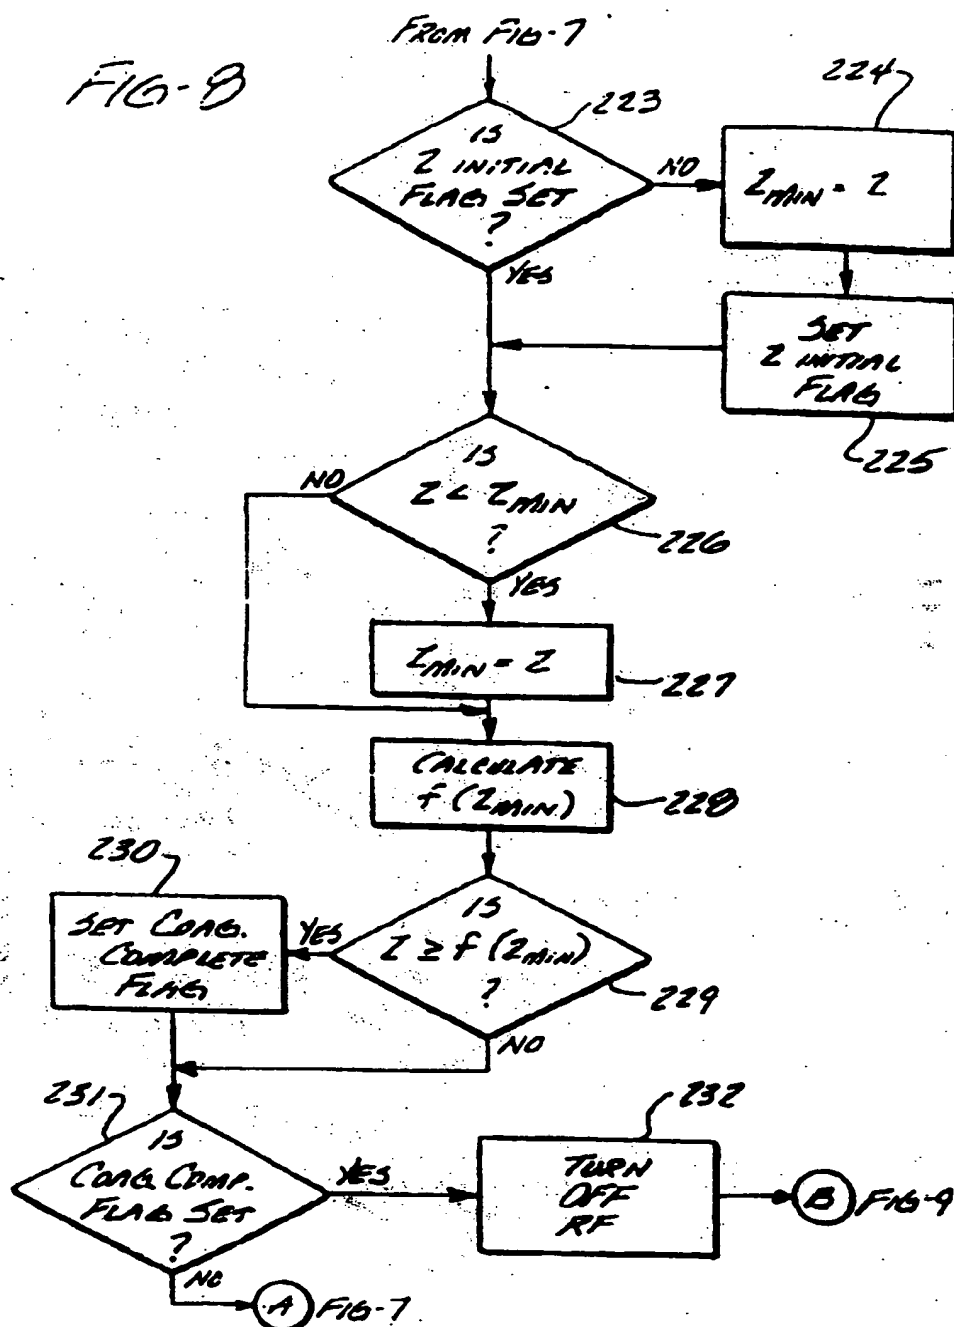 FROM FIG-7
FIG-8
223
IS
Z INITIAL
FLAG SET
?
NO
YES
224
ZMIN = Z
SET
Z INITIAL
FLAG
225
IS
Z < ZMIN
?
NO
YES
226
ZMIN = Z
227
CALCULATE
f (ZMIN)
228
IS
Z ≥ f (ZMIN)
?
YES
NO
229
230
SET COAG.
COMPLETE
FLAG
231
IS
COAG. COMP.
FLAG SET
?
YES
NO
232
TURN
OFF
RF
B FIG-9
A FIG-7